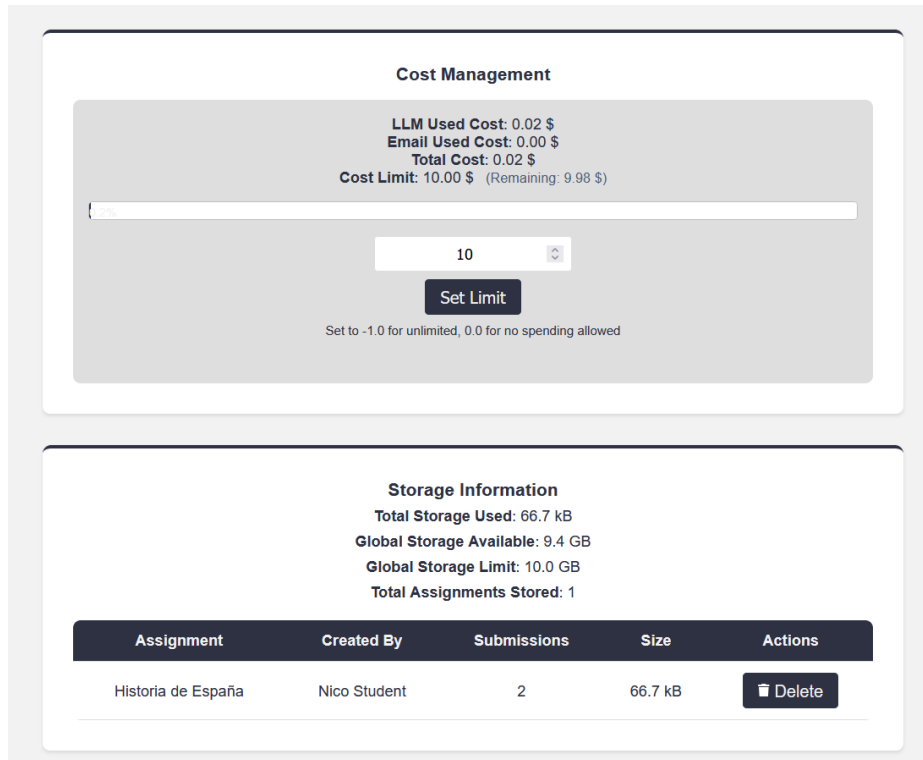 Cost Management
LLM Used Cost: 0.02 $
Email Used Cost: 0.00 $
Total Cost: 0.02 $
Cost Limit: 10.00 $ (Remaining: 9.98 $)
10
Set Limit
Set to -1.0 for unlimited, 0.0 for no spending allowed
Storage Information
Total Storage Used: 66.7 kB
Global Storage Available: 9.4 GB
Global Storage Limit: 10.0 GB
Total Assignments Stored: 1
Assignment Created By Submissions Size Actions
Historia de España Nico Student 2 66.7 kB Delete